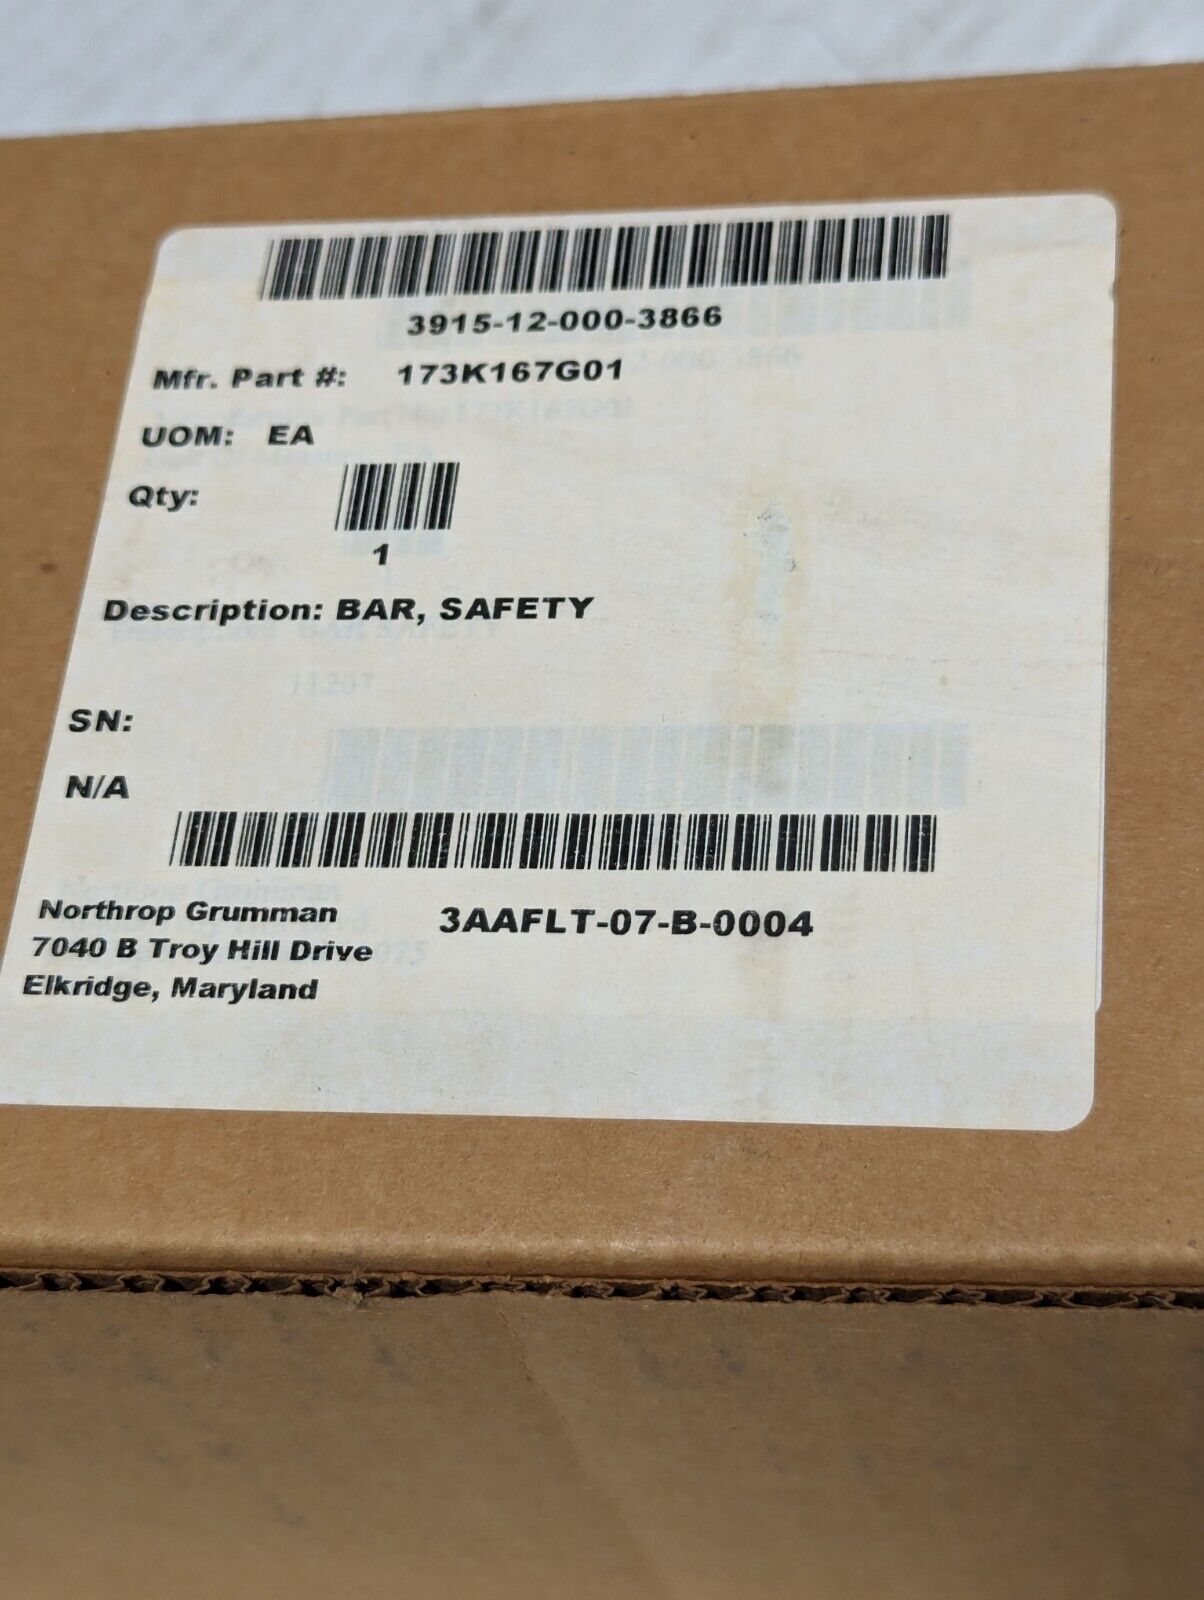 3915-12-000-3866
Mfr. Part #: 173K167G01
UOM: EA
Qty:
1
Description: BAR, SAFETY
SN:
N/A
Northrop Grumman
7040 B Troy Hill Drive
Elkridge, Maryland
3AAFLT-07-B-0004